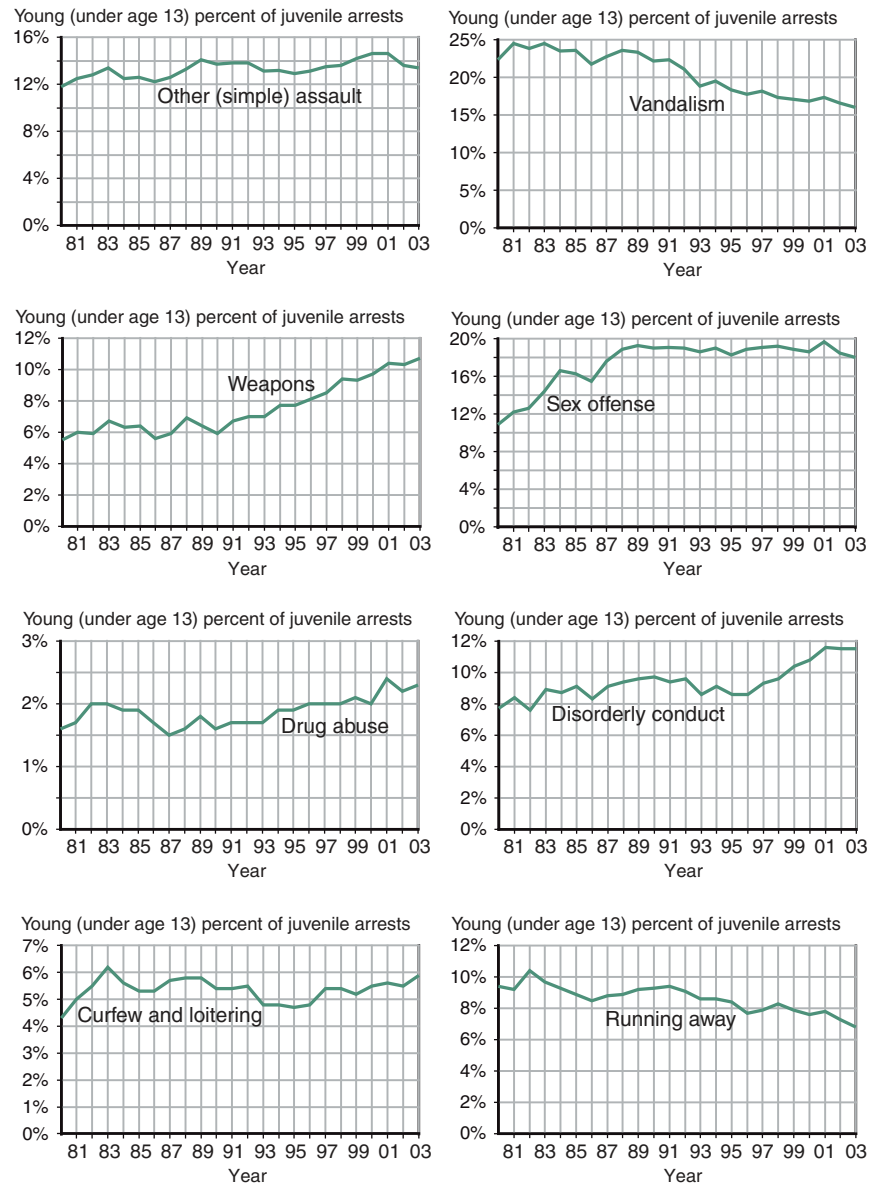 Young (under age 13) percent of juvenile arrests
16%
12%
8%
4%
0%
Other (simple) assault
81 83 85 87 89 91 93 95 97 99 01 03
Year
Young (under age 13) percent of juvenile arrests
25%
20%
15%
10%
5%
0%
Vandalism
81 83 85 87 89 91 93 95 97 99 01 03
Year
Young (under age 13) percent of juvenile arrests
12%
10%
8%
6%
4%
2%
0%
Weapons
81 83 85 87 89 91 93 95 97 99 01 03
Year
Young (under age 13) percent of juvenile arrests
20%
16%
12%
8%
4%
0%
Sex offense
81 83 85 87 89 91 93 95 97 99 01 03
Year
Young (under age 13) percent of juvenile arrests
3%
2%
1%
0%
Drug abuse
81 83 85 87 89 91 93 95 97 99 01 03
Year
Young (under age 13) percent of juvenile arrests
12%
10%
8%
6%
4%
2%
0%
Disorderly conduct
81 83 85 87 89 91 93 95 97 99 01 03
Year
Young (under age 13) percent of juvenile arrests
7%
6%
5%
4%
3%
2%
1%
0%
Curfew and loitering
81 83 85 87 89 91 93 95 97 99 01 03
Year
Young (under age 13) percent of juvenile arrests
12%
10%
8%
6%
4%
2%
0%
Running away
81 83 85 87 89 91 93 95 97 99 01 03
Year